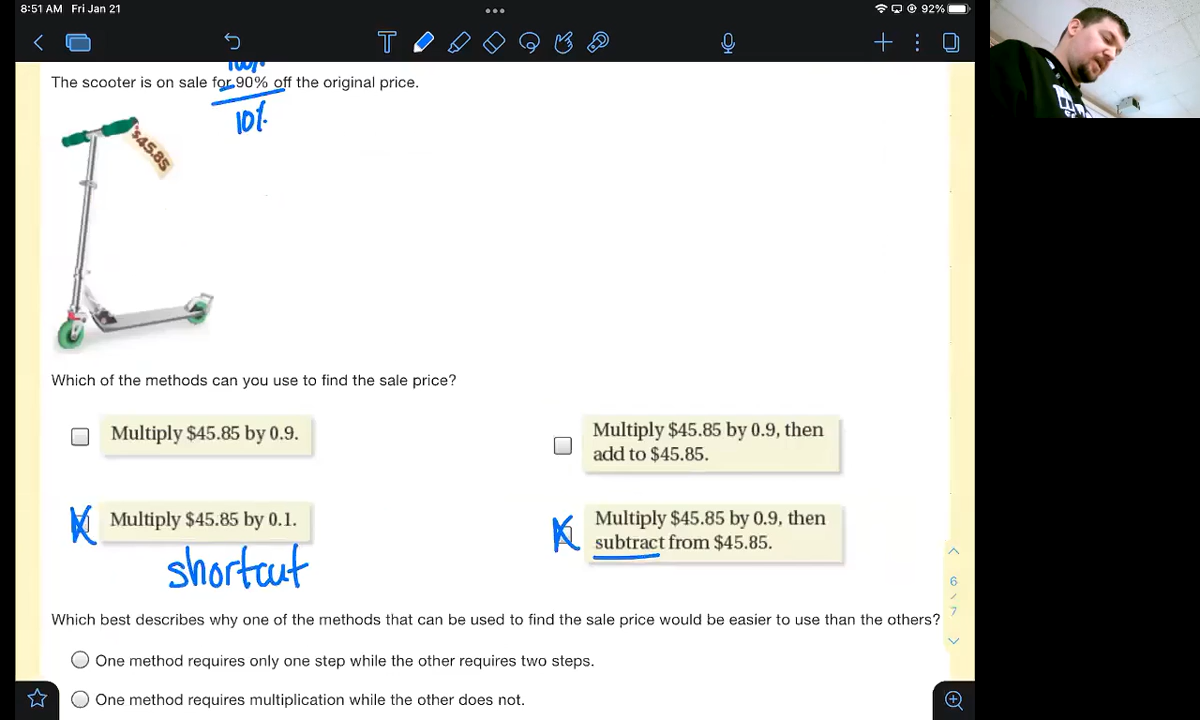 8:51 AM Fri Jan 21
92%
T
100%
The scooter is on sale for 90% off the original price.
10%
$45.85
Which of the methods can you use to find the sale price?
Multiply $45.85 by 0.9.
Multiply $45.85 by 0.9, then
add to $45.85.
Multiply $45.85 by 0.1.
Multiply $45.85 by 0.9, then
subtract from $45.85.
shortcut
6
/
7
Which best describes why one of the methods that can be used to find the sale price would be easier to use than the others?
One method requires only one step while the other requires two steps.
One method requires multiplication while the other does not.